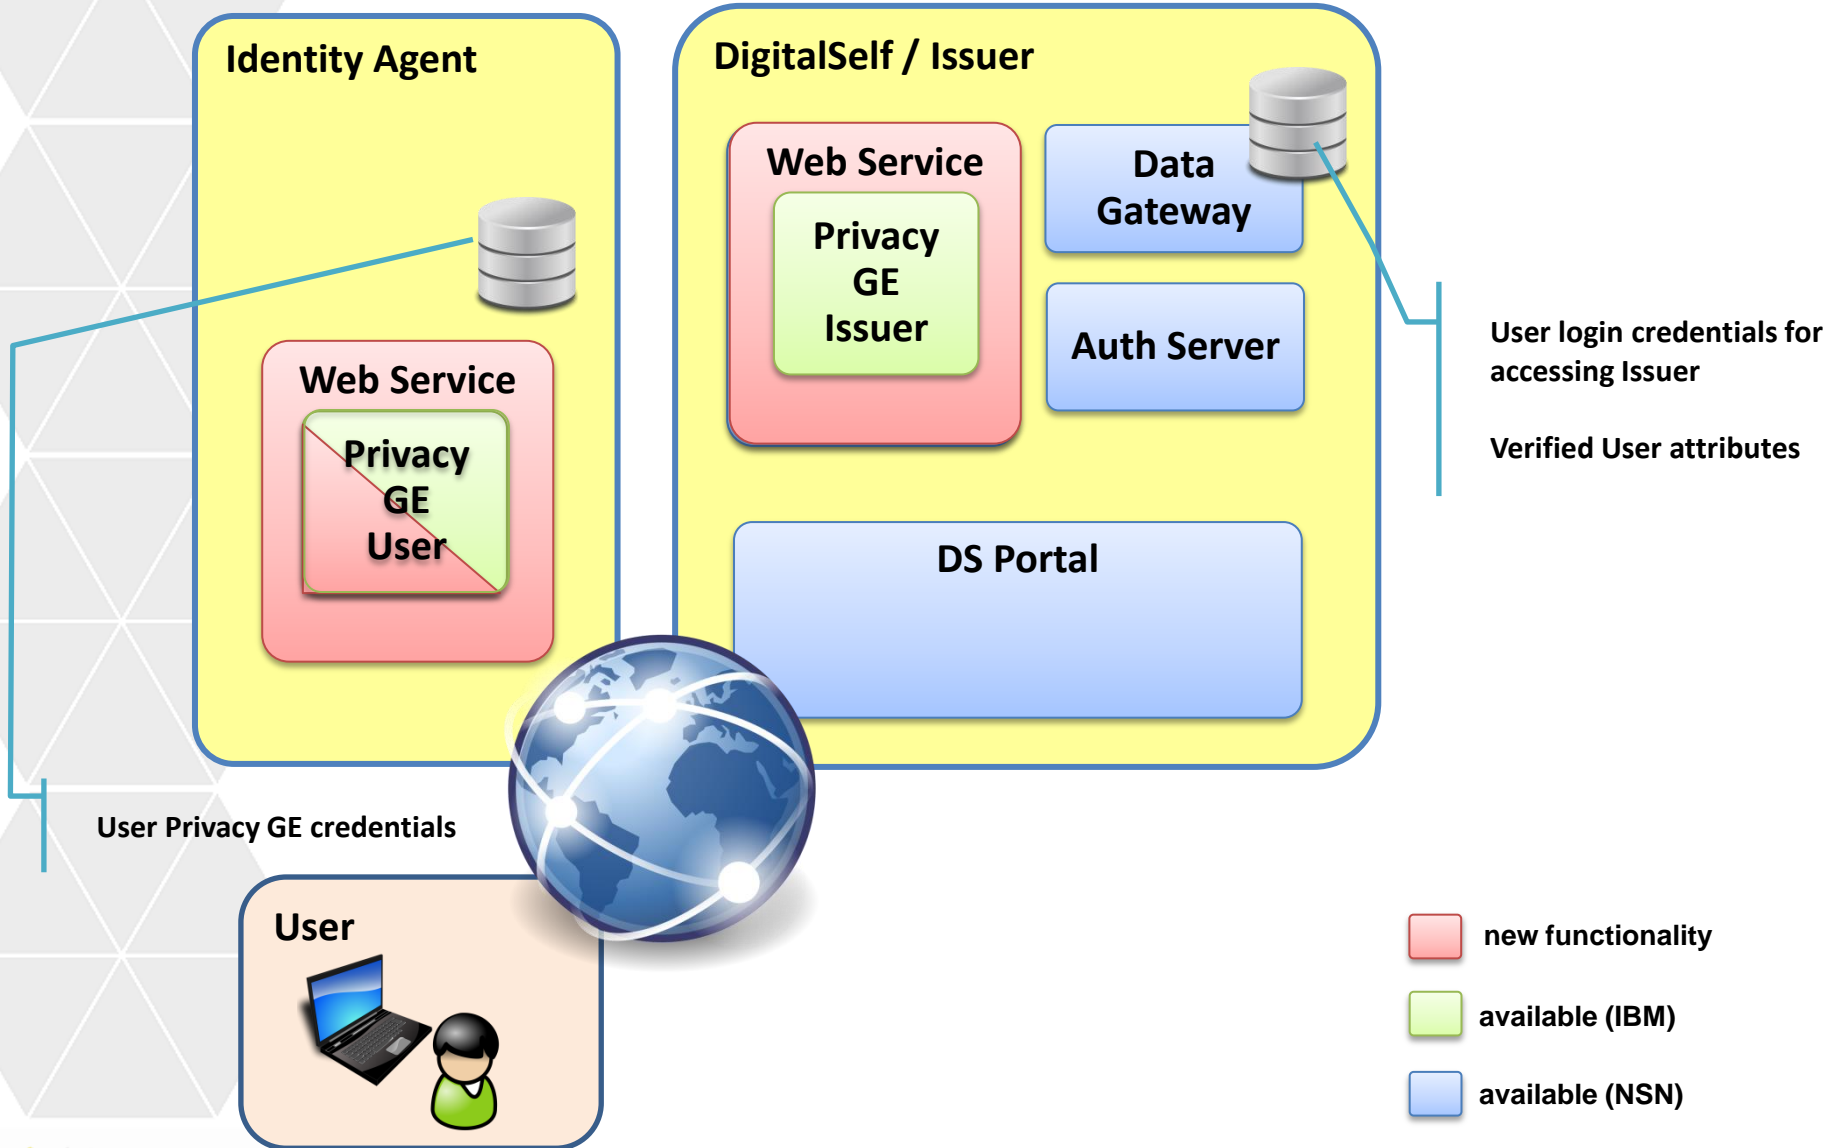 Identity Agent
Web Service
Privacy
GE
User
DigitalSelf / Issuer
Web Service
Privacy
GE
Issuer
Data
Gateway
Auth Server
DS Portal
User login credentials for
accessing Issuer
Verified User attributes
User Privacy GE credentials
User
new functionality
available (IBM)
available (NSN)